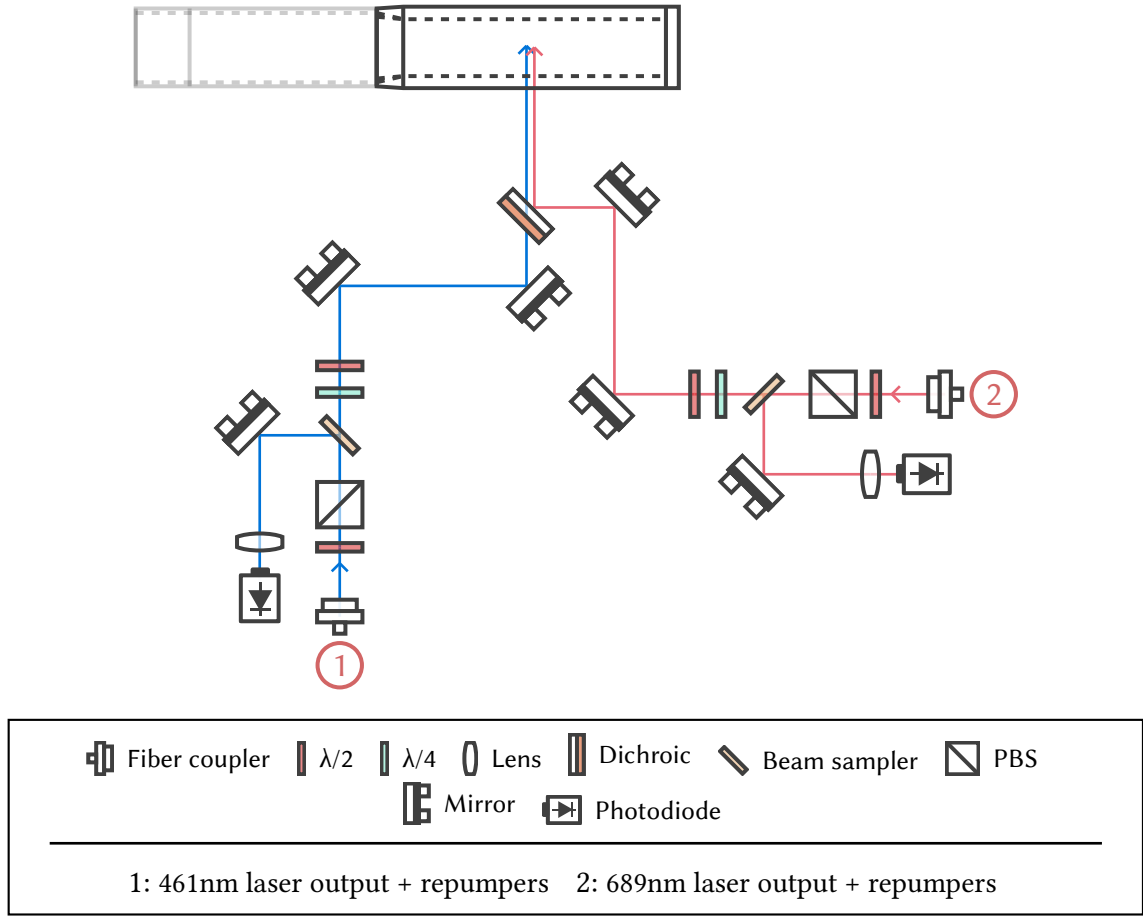 2
1
Fiber coupler λ/2 λ/4 Lens Dichroic Beam sampler PBS
Mirror Photodiode
1: 461nm laser output + repumpers 2: 689nm laser output + repumpers